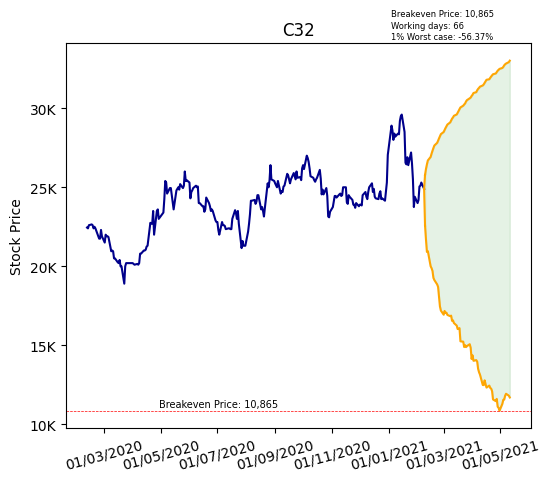 Breakeven Price: 10,865
Working days: 66
1% Worst case: -56.37%
C32
Stock Price
30K
25K
20K
15K
10K
Breakeven Price: 10,865
01/03/2020
01/05/2020
01/07/2020
01/09/2020
01/11/2020
01/01/2021
01/03/2021
01/05/2021